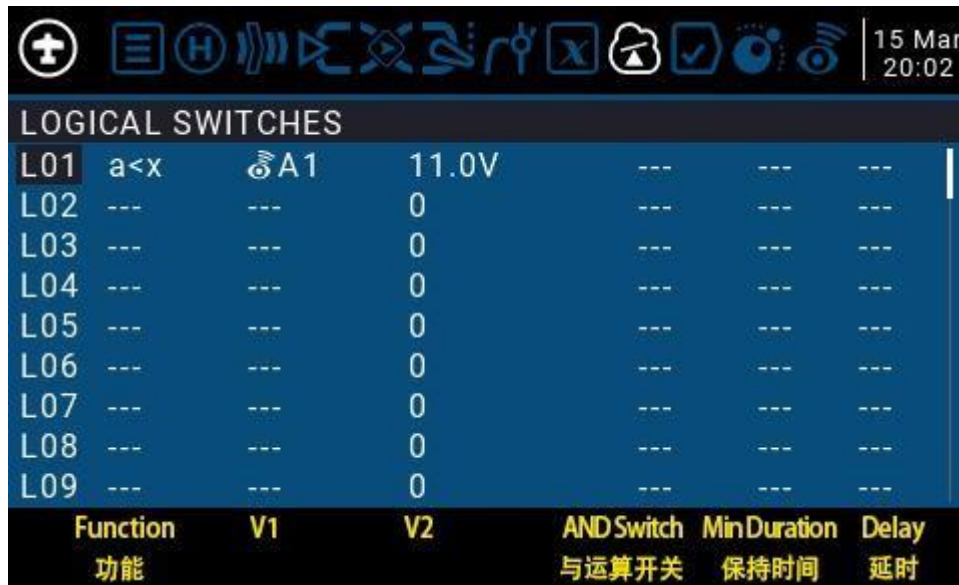 15 Mar
20:02
LOGICAL SWITCHES
L01 a<x A1 11.0V --- --- ---
L02 --- --- 0 --- --- ---
L03 --- --- 0 --- --- ---
L04 --- --- 0 --- --- ---
L05 --- --- 0 --- --- ---
L06 --- --- 0 --- --- ---
L07 --- --- 0 --- --- ---
L08 --- --- 0 --- --- ---
L09 --- --- 0 --- --- ---
Function V1 V2 AND Switch Min Duration Delay
功能 与运算开关 保持时间 延时